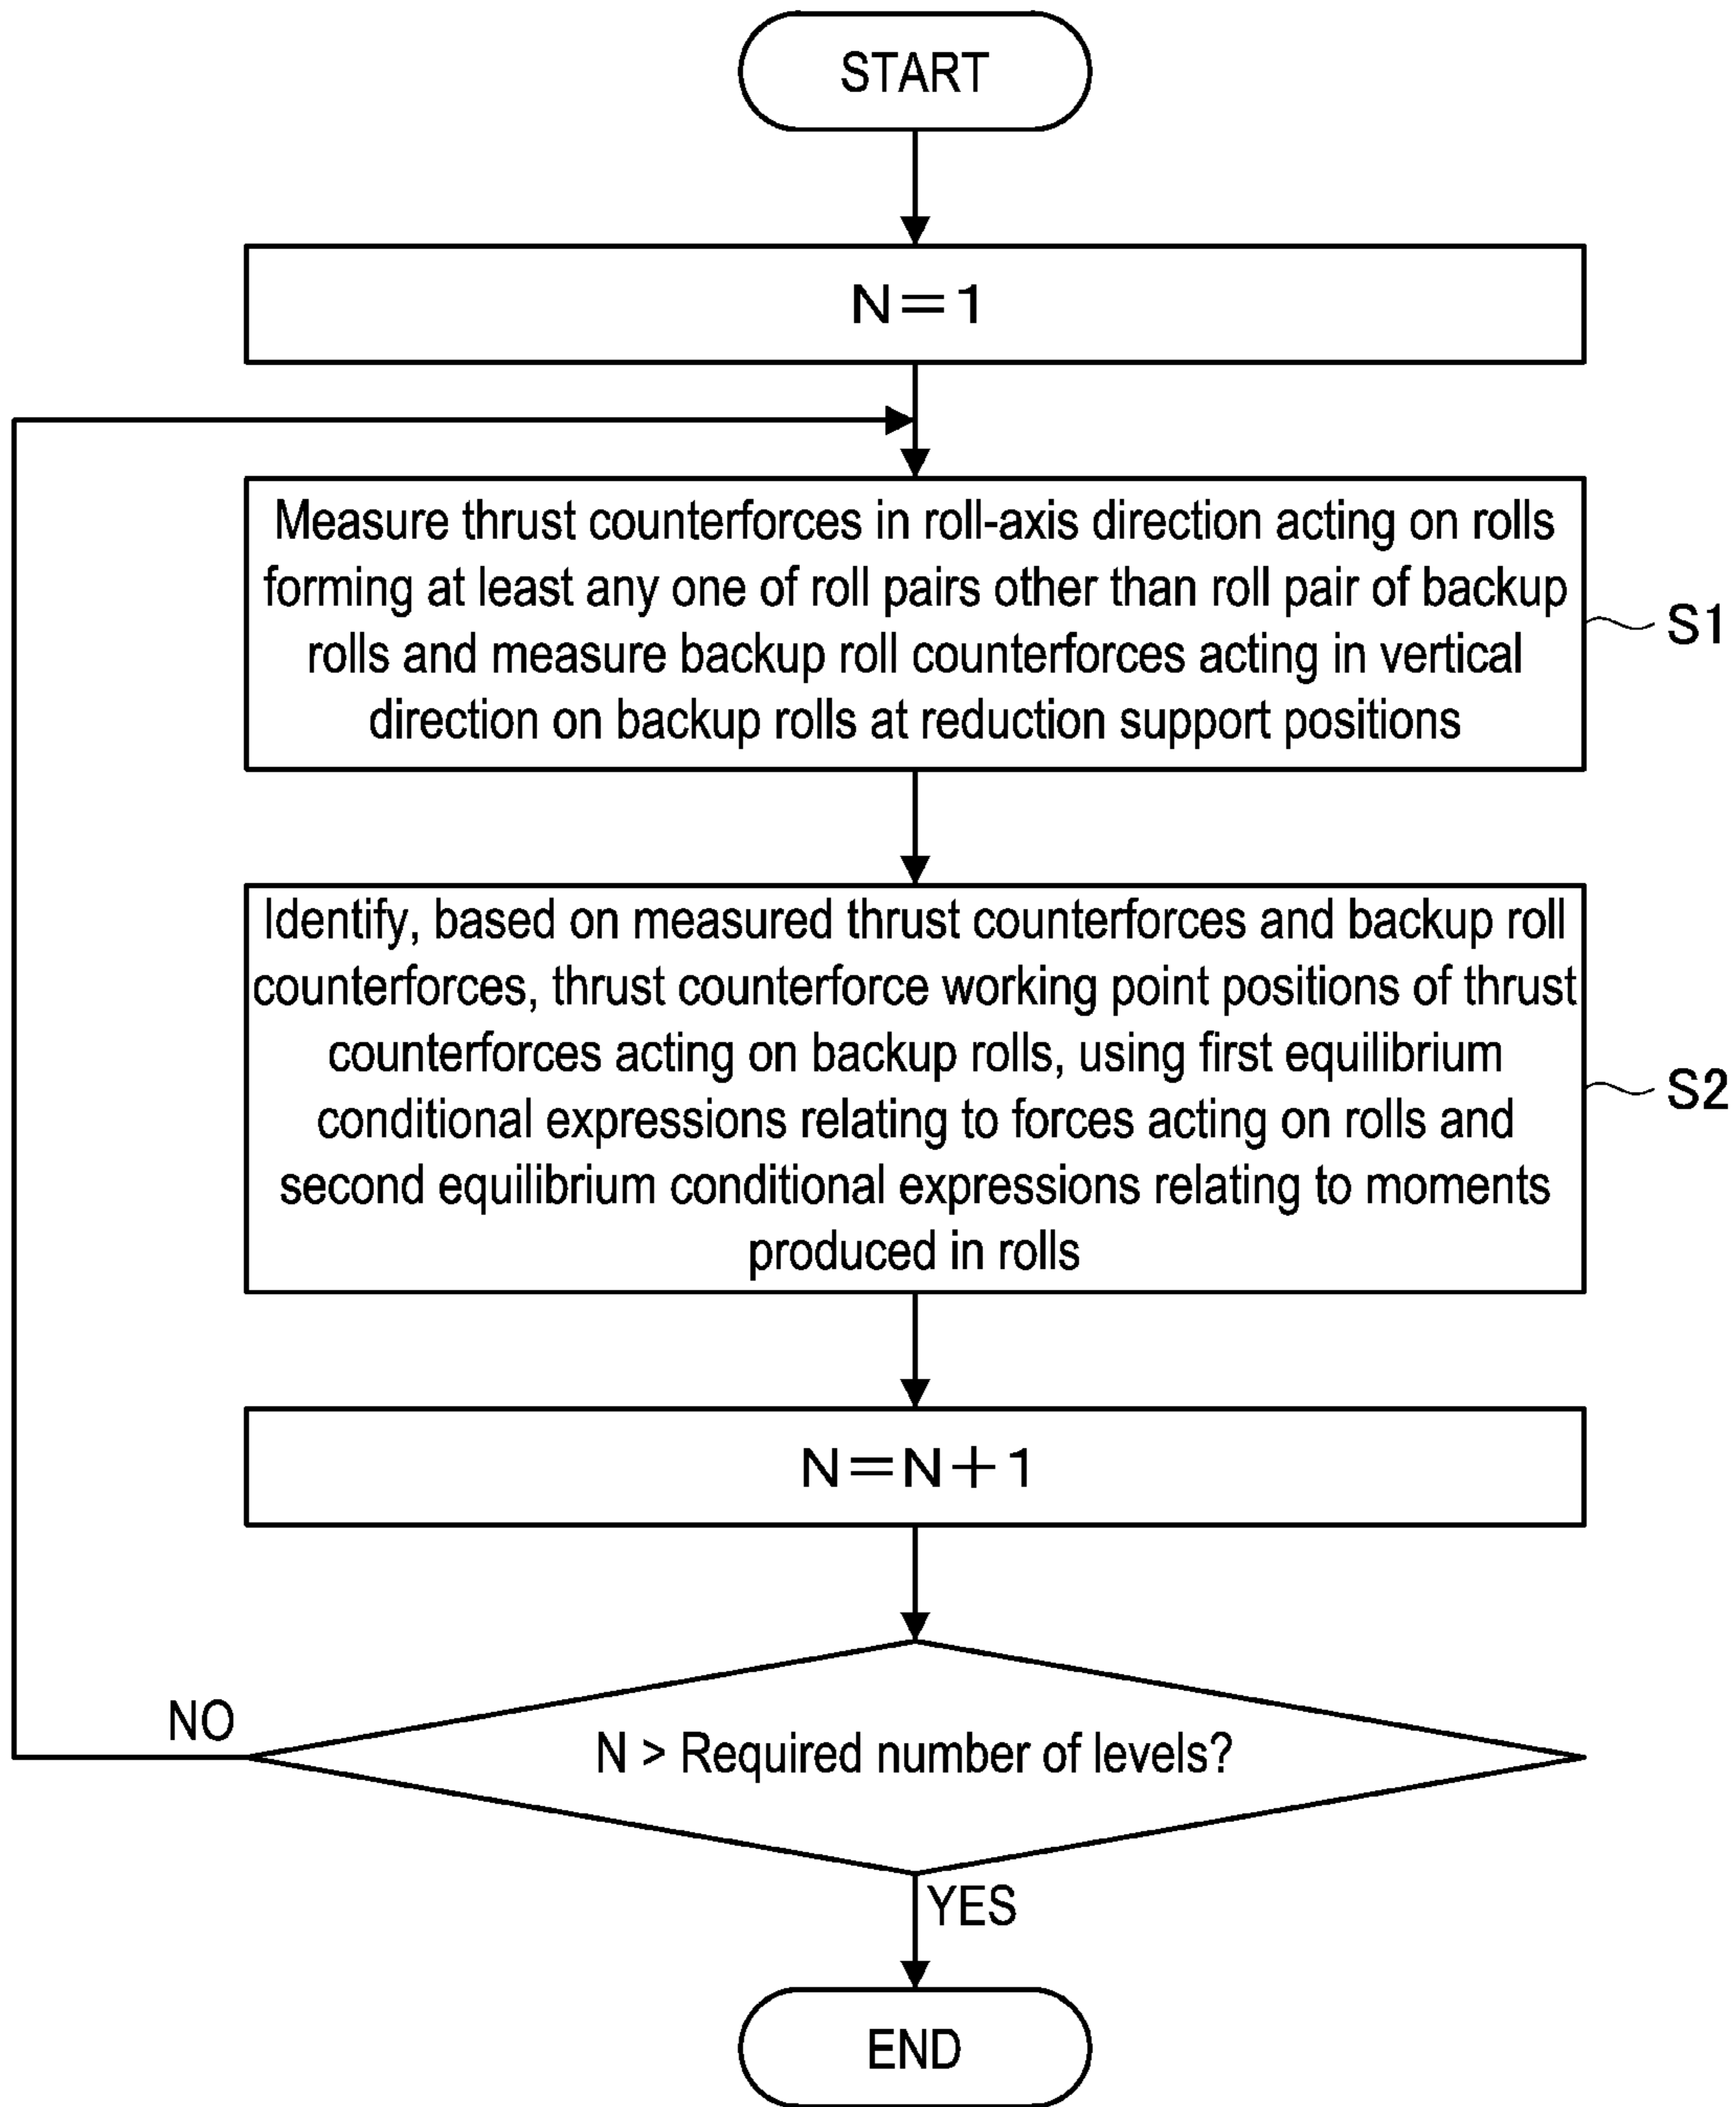 START
N=1
Measure thrust counterforces in roll-axis direction acting on rolls
forming at least any one of roll pairs other than roll pair of backup
rolls and measure backup roll counterforces acting in vertical
direction on backup rolls at reduction support positions
S1
Identify, based on measured thrust counterforces and backup roll
counterforces, thrust counterforce working point positions of thrust
counterforces acting on backup rolls, using first equilibrium
conditional expressions relating to forces acting on rolls and
second equilibrium conditional expressions relating to moments
produced in rolls
S2
N=N+1
NO
N > Required number of levels?
YES
END